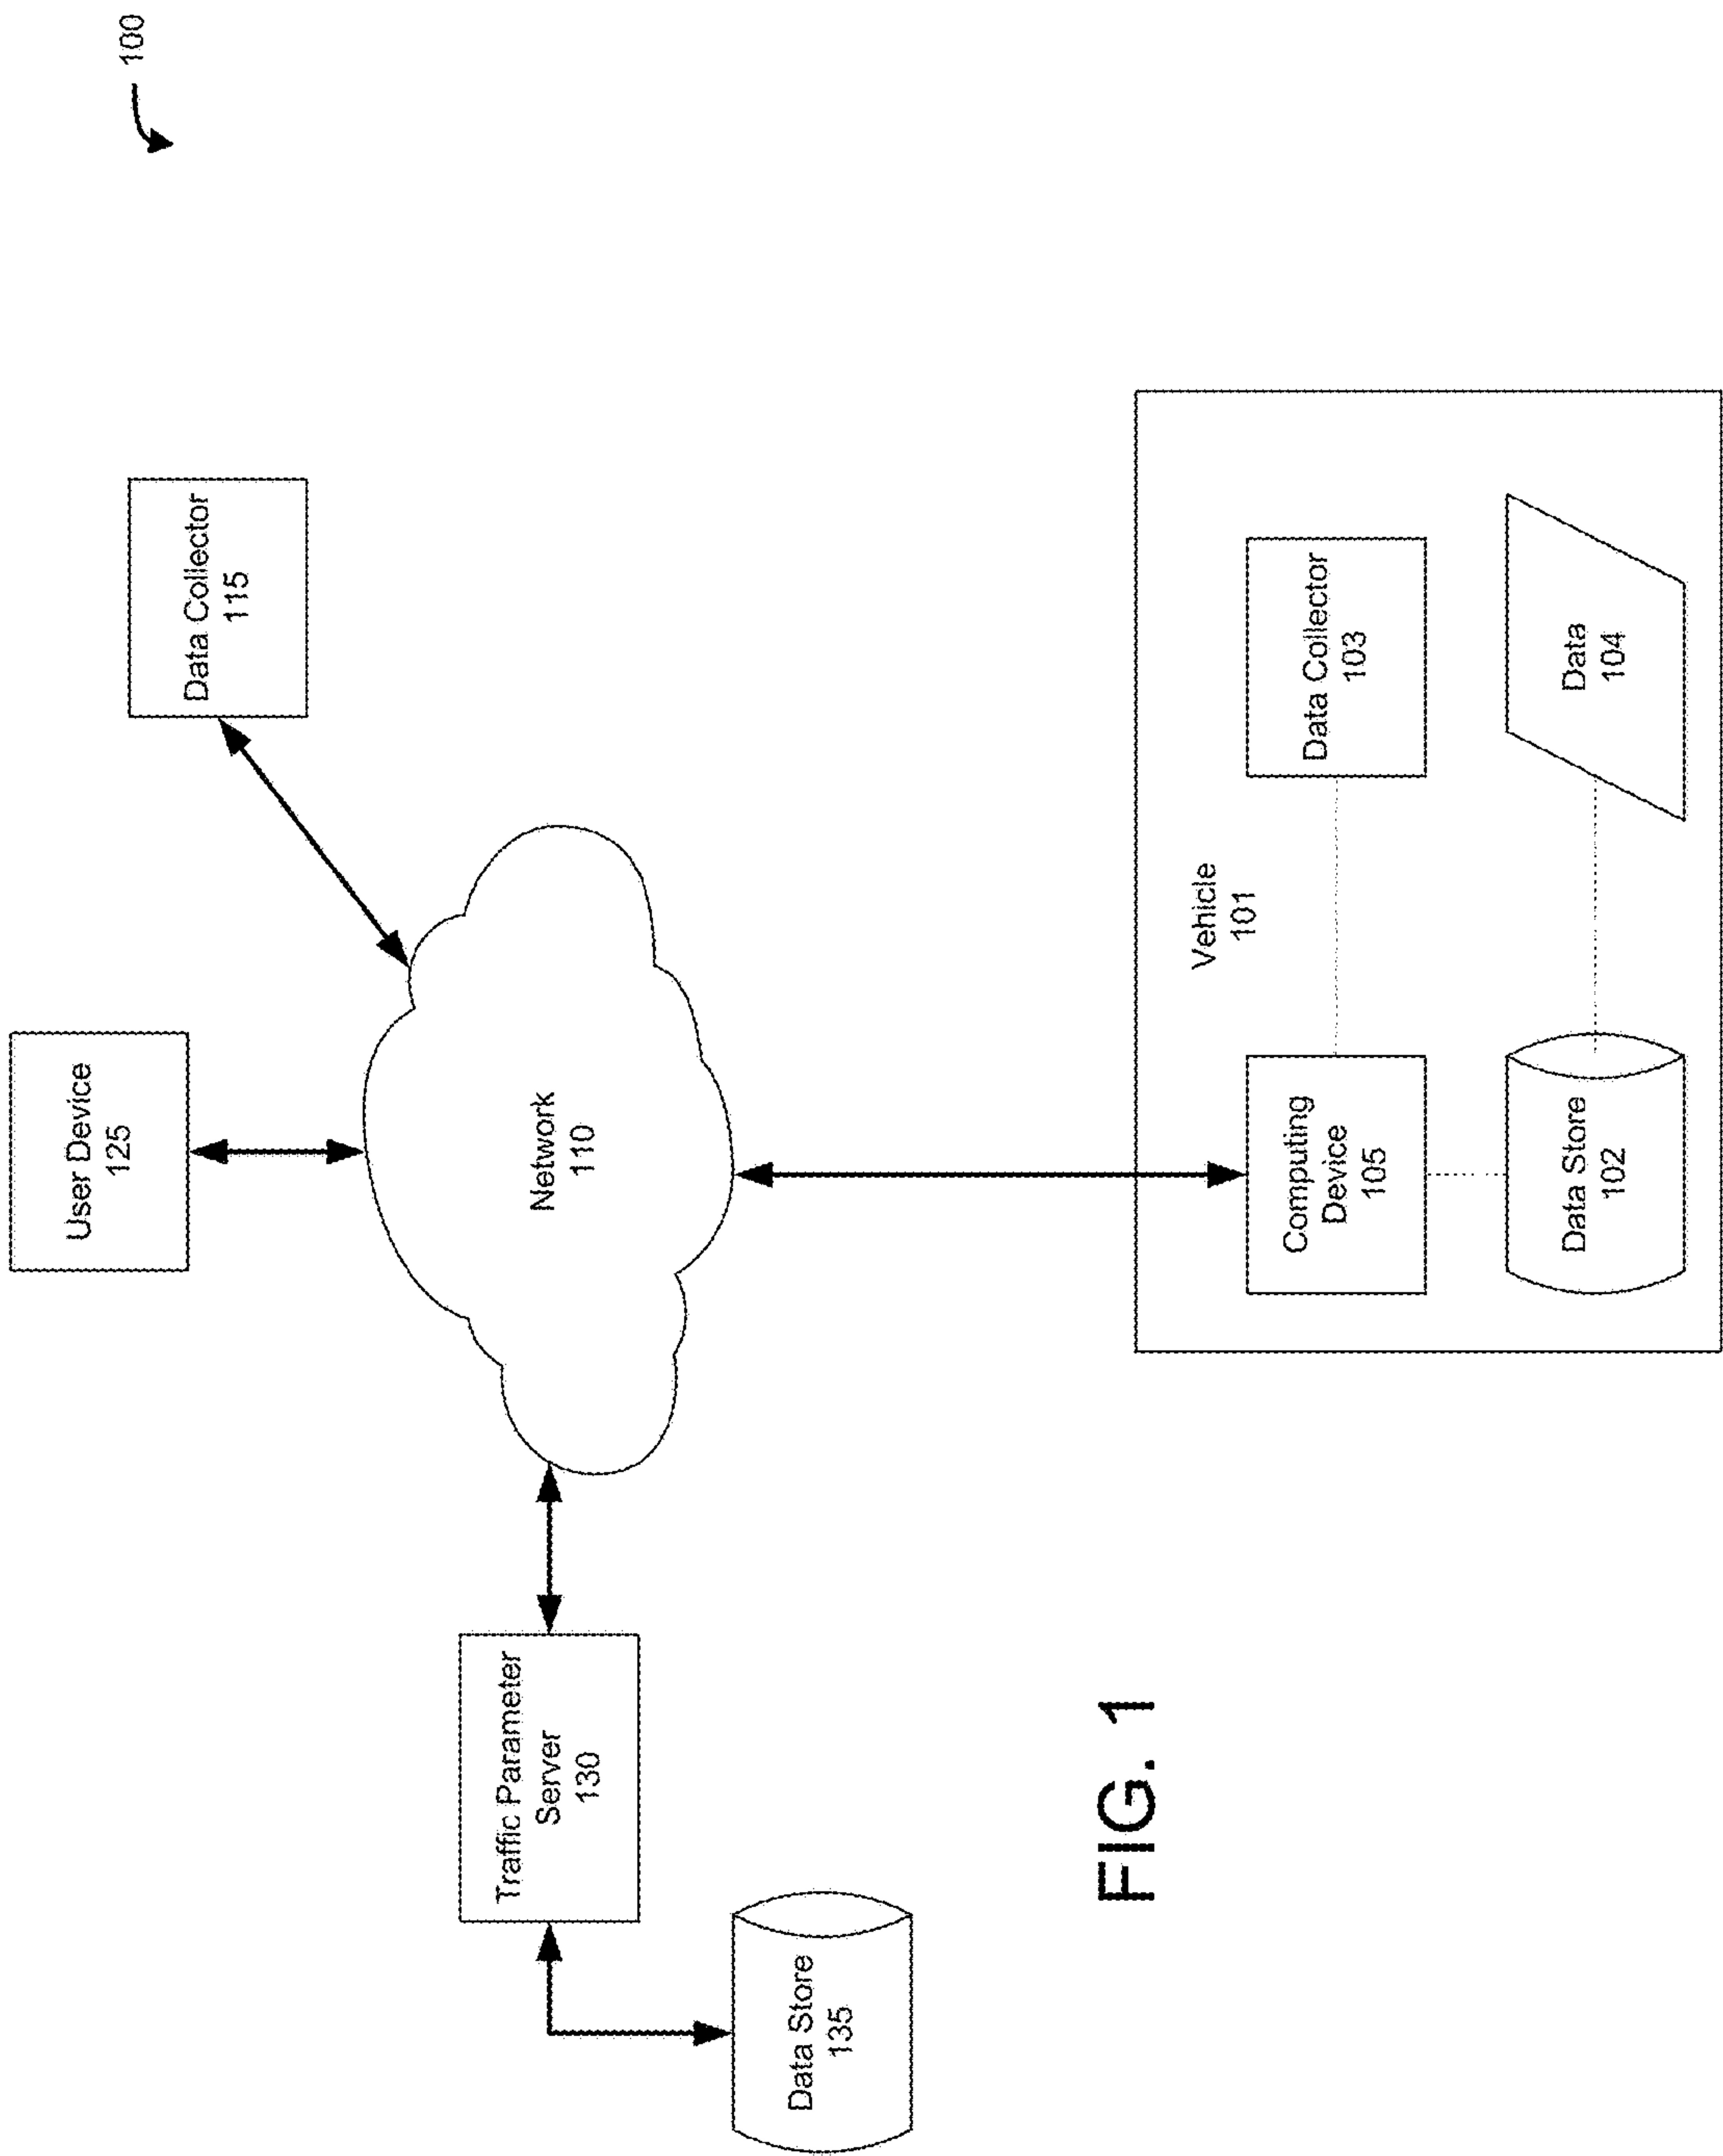 100
User Device
125
Data Collector
115
Network
110
Traffic Parameter
Server
130
Data Store
135
Vehicle
101
Computing
Device
105
Data Collector
103
Data Store
102
Data
104
FIG. 1